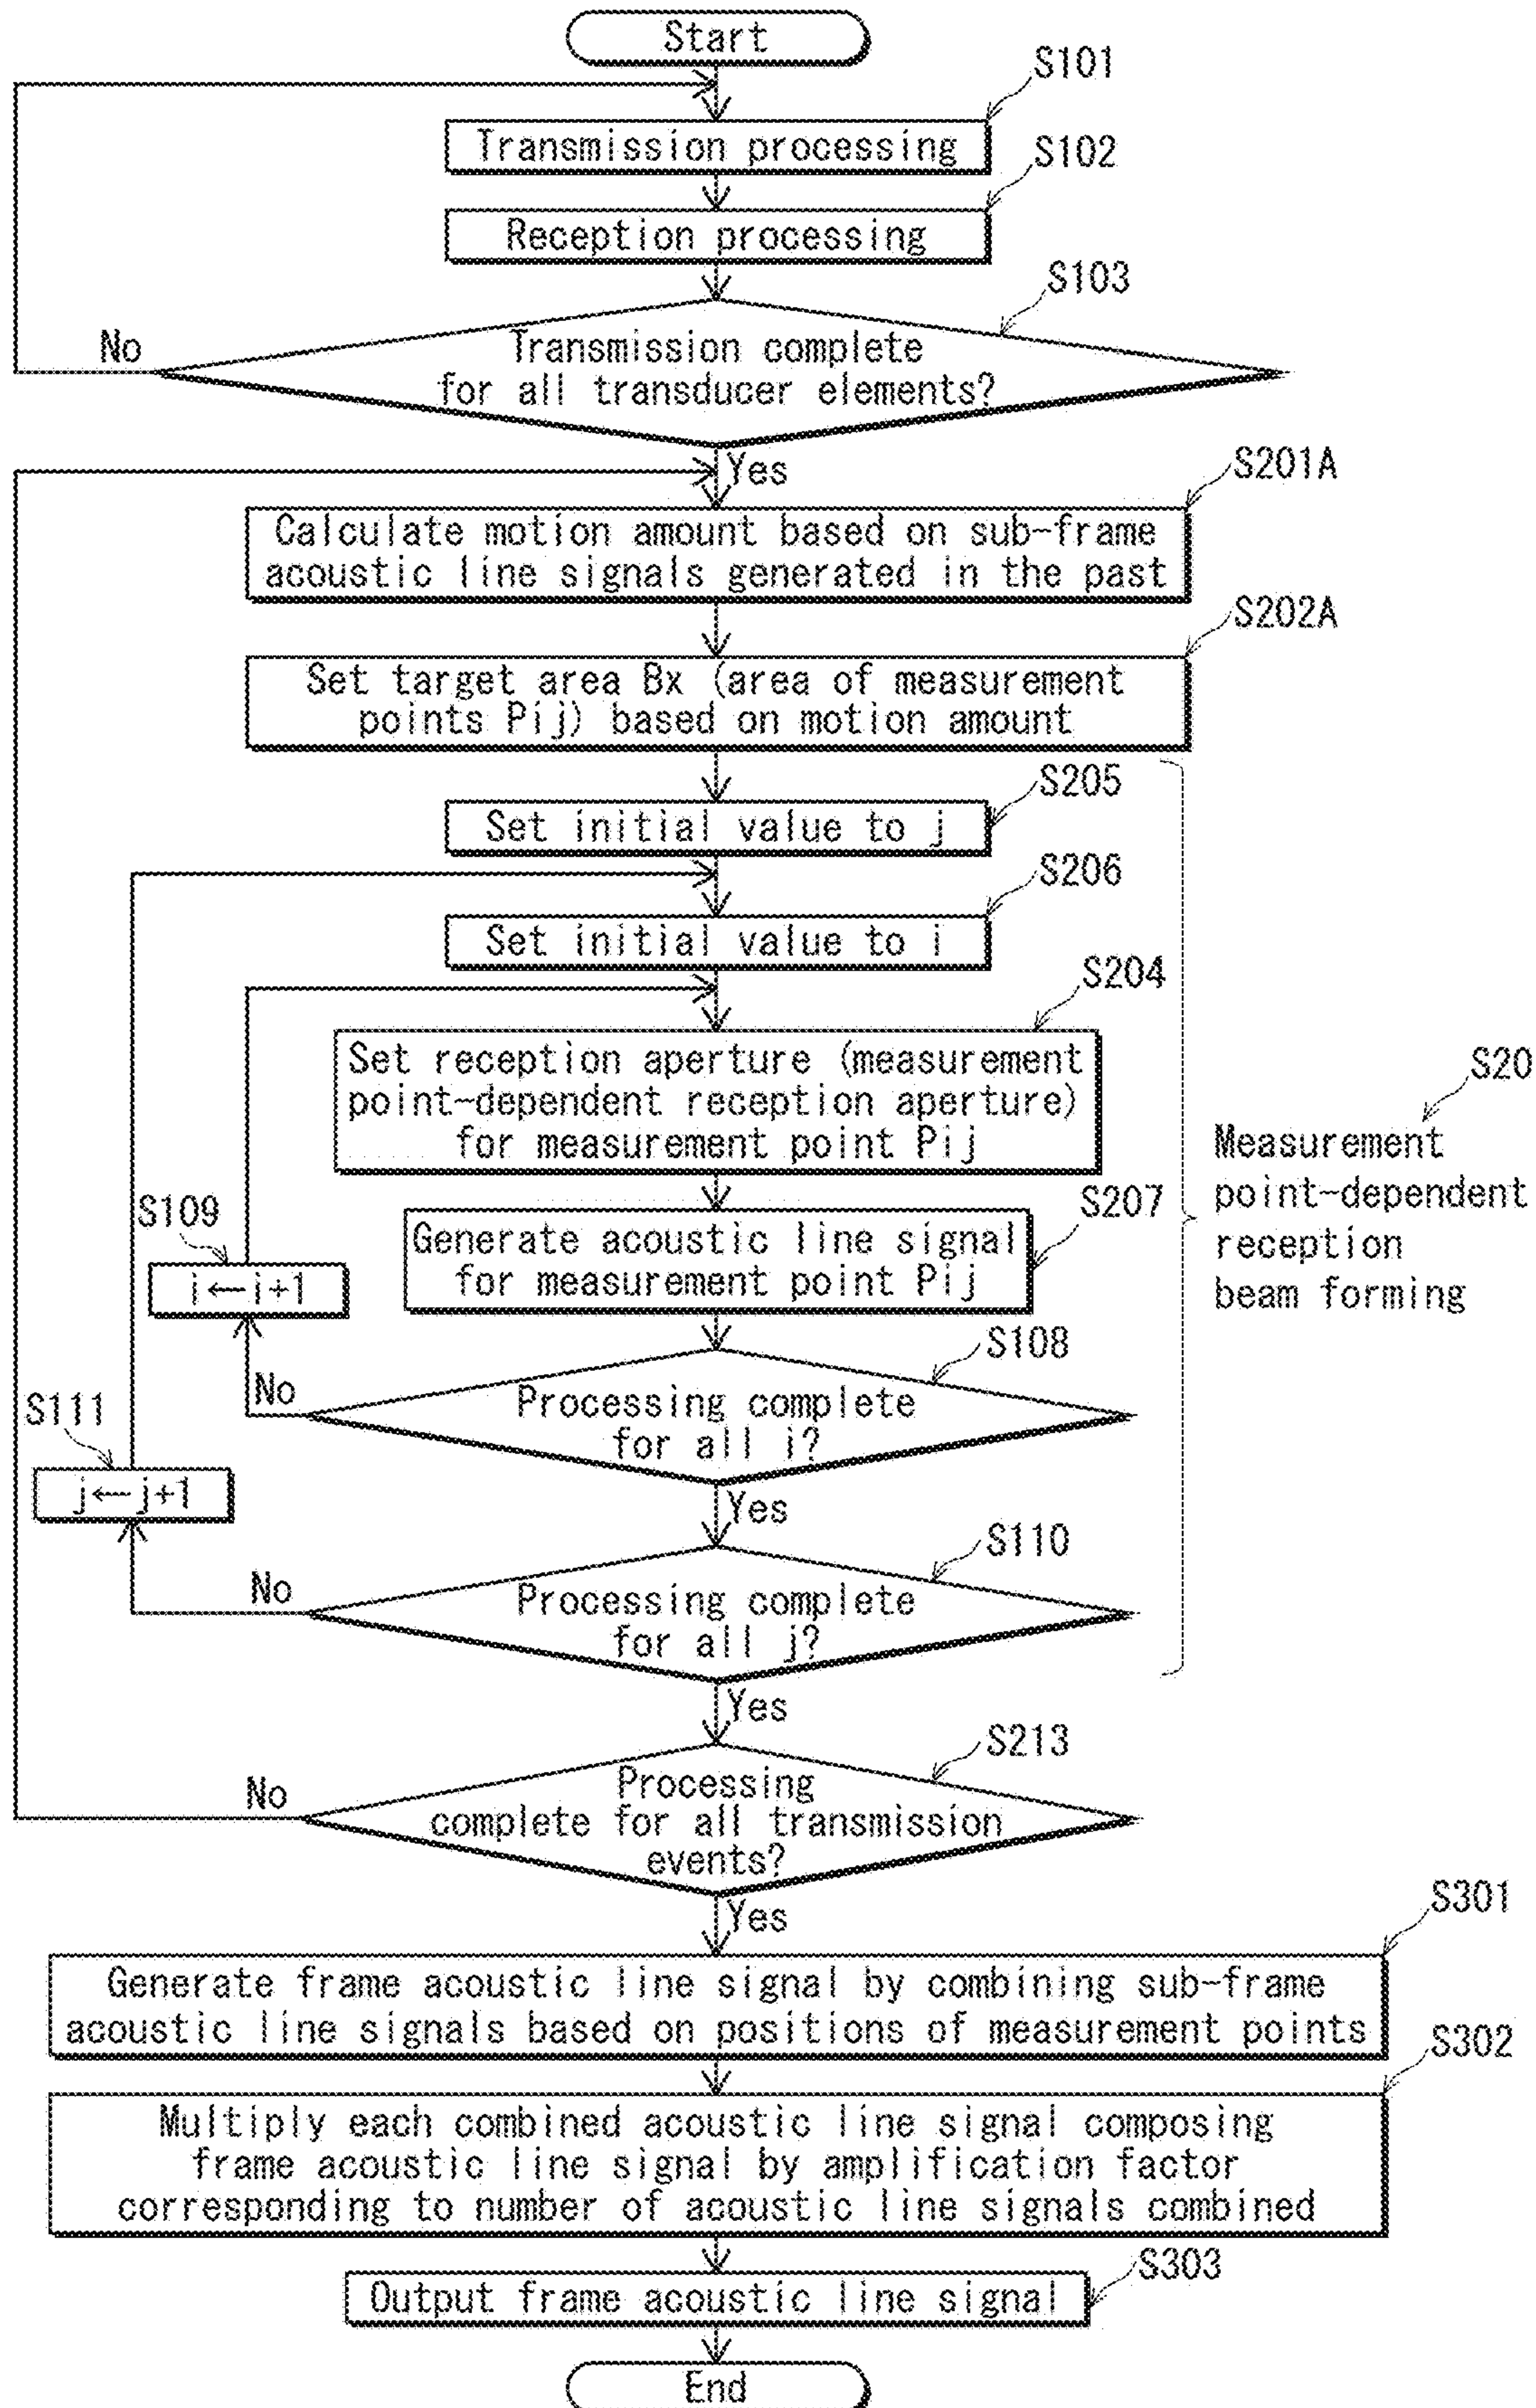 Start
S101
Transmission processing
S102
Reception processing
S103
No
Transmission complete
for all transducer elements?
Yes
S201A
Calculate motion amount based on sub-frame
acoustic line signals generated in the past
S202A
Set target area Bx (area of measurement
points Pij) based on motion amount
S205
Set initial value to j
S206
Set initial value to i
S204
Set reception aperture (measurement
point-dependent reception aperture)
for measurement point Pij
S20
Measurement
point-dependent
reception
beam forming
S109
i←i+1
S207
Generate acoustic line signal
for measurement point Pij
S108
No
Processing complete
for all i?
S111
j←j+1
Yes
S110
No
Processing complete
for all j?
Yes
S213
No
Processing
complete for all transmission
events?
Yes
S301
Generate frame acoustic line signal by combining sub-frame
acoustic line signals based on positions of measurement points
S302
Multiply each combined acoustic line signal composing
frame acoustic line signal by amplification factor
corresponding to number of acoustic line signals combined
S303
Output frame acoustic line signal
End